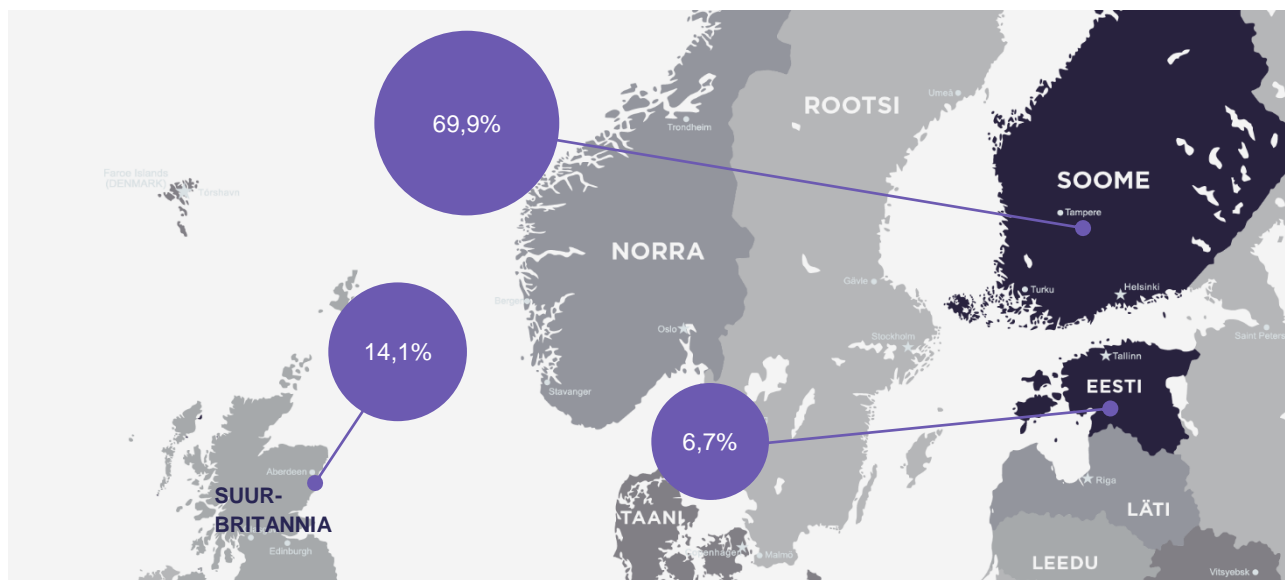 69,9%
ROOTSI
Umeå
Trondheim
Faroe Islands
(DENMARK)
Tórshavn
SOOME
Tampere
NORRA
Bergen
Gävle
Turku
Helsinki
Oslo
Stockholm
Saint Peters
14,1%
Tallinn
EESTI
Stavanger
6,7%
Aberdeen
Riga
SUUR-
BRITANNIA
LÄTI
TAANI
Edinburgh
penhagen
Malmö
LEEDU
Vitsyebsk